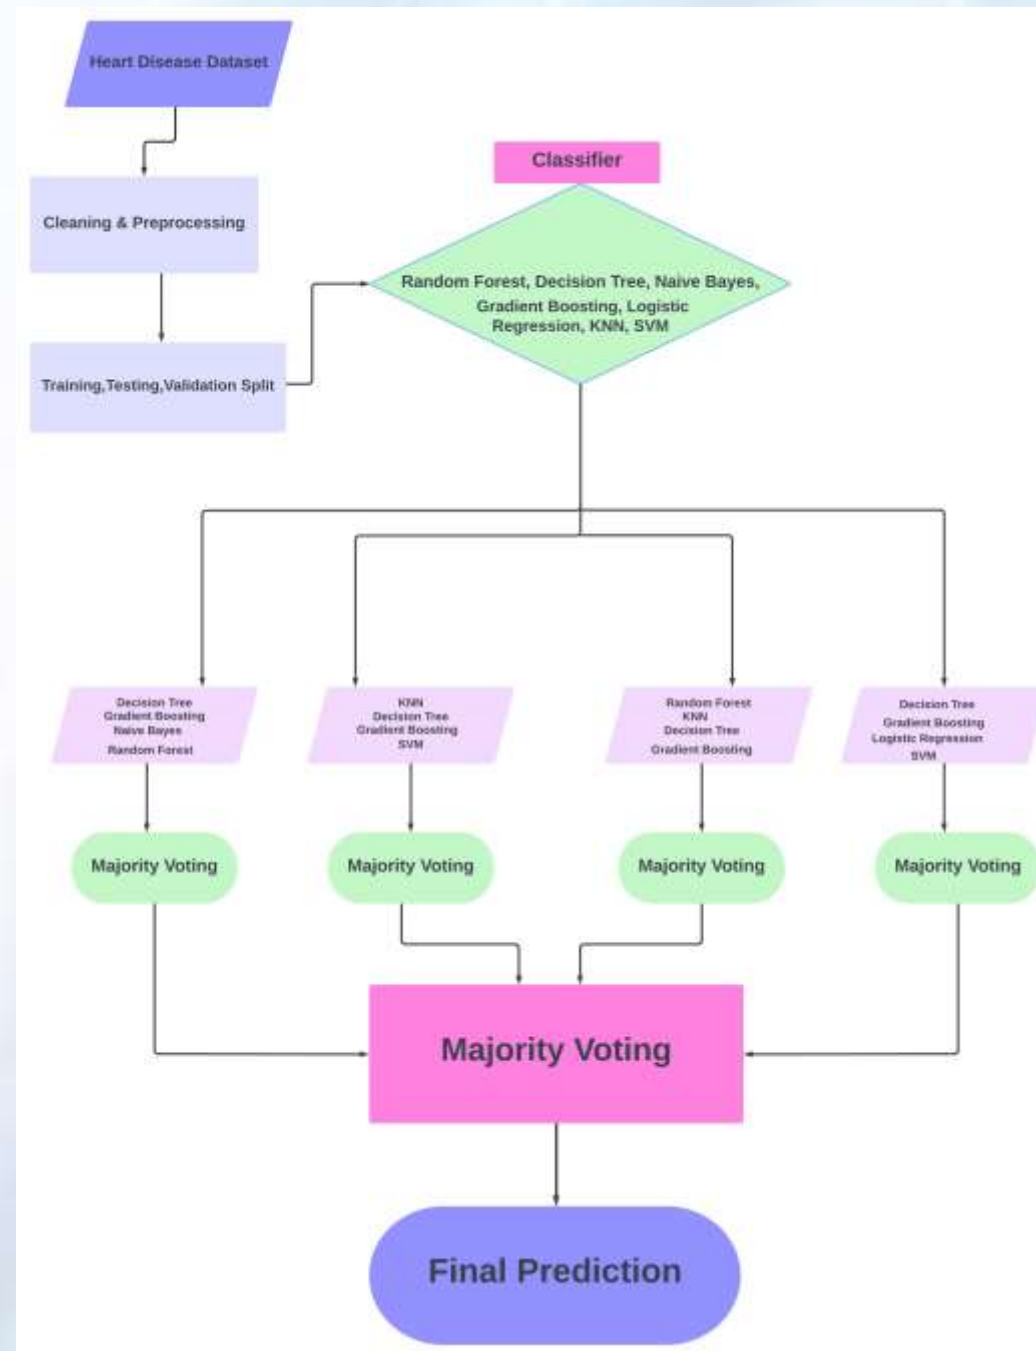 Heart Disease Dataset
Cleaning & Preprocessing
Training,Testing,Validation Split
Classifier
Random Forest, Decision Tree, Naive Bayes,
Gradient Boosting, Logistic
Regression, KNN, SVM
Decision Tree
Gradient Boosting
Naive Bayes
Random Forest
KNN
Decision Tree
Gradient Boosting
SVM
Random Forest
KNN
Decision Tree
Gradient Boosting
Decision Tree
Gradient Boosting
Logistic Regression
SVM
Majority Voting
Majority Voting
Majority Voting
Majority Voting
Majority Voting
Final Prediction